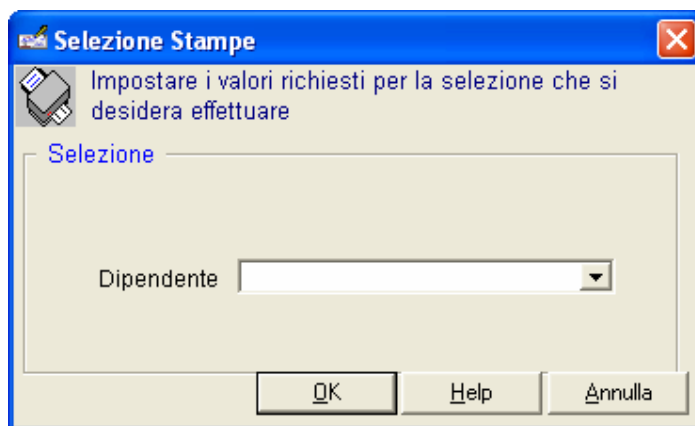 Selezione Stampe
Impostare i valori richiesti per la selezione che si
desidera effettuare
Selezione
Dipendente
OK Help Annulla